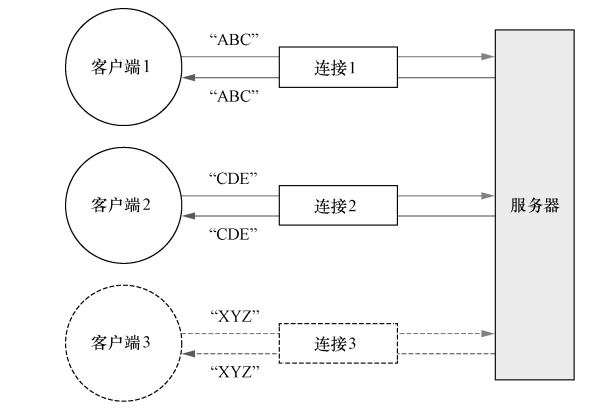 “ABC”
客户端1
连接1
“ABC”
“CDE”
客户端2
连接2
服务器
“CDE”
“XYZ”
客户端3
连接3
“XYZ”